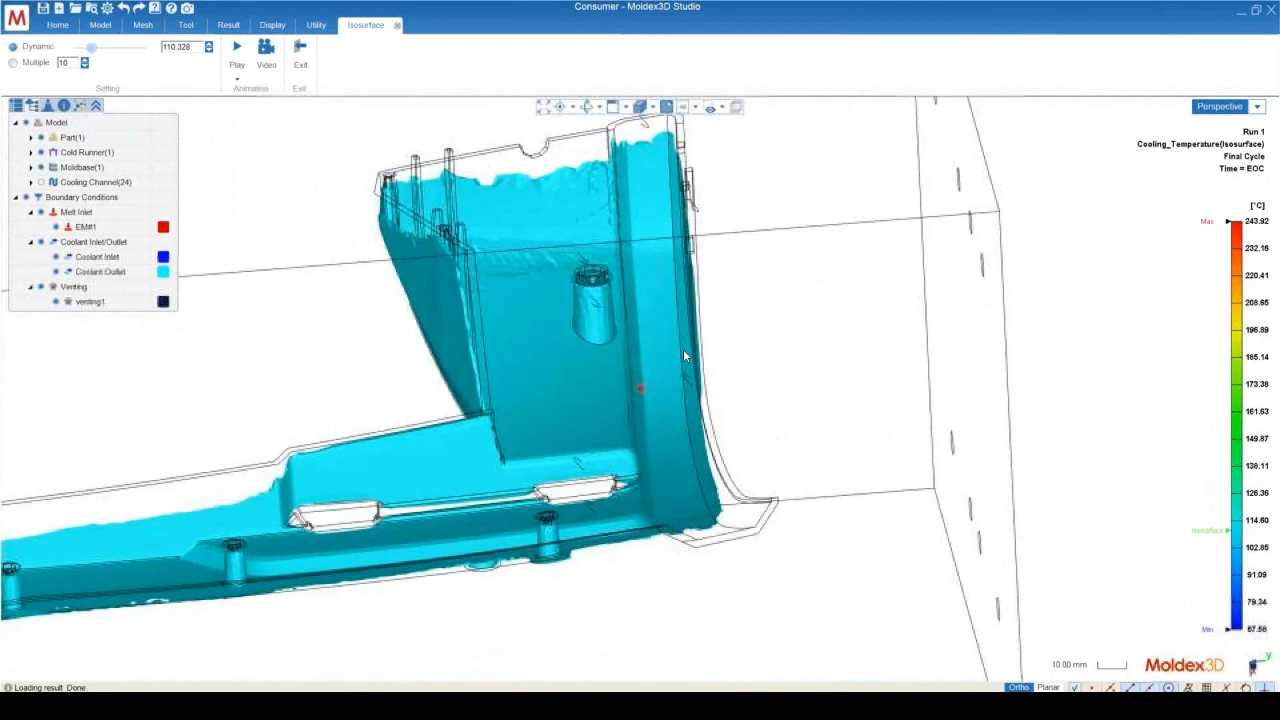 Consumer - Moldex3D Studio
M
Home Model Mesh Tool Result Display Utility Isosurface
Dynamic 110.328
Multiple 10
Play Video Exit
Setting Animation Exit
Perspective
Model
Part(1)
Cold Runner(1)
Moldbase(1)
Cooling Channel(24)
Boundary Conditions
Melt Inlet
EM#1
Coolant Inlet/Outlet
Coolant Inlet
Coolant Outlet
Venting
venting1
Run 1
Cooling_Temperature(Isosurface)
Final Cycle
Time = EOC
[°C]
Max 243.92
232.16
220.41
208.65
196.89
185.14
173.38
161.63
149.87
138.11
126.36
114.60
Isosurface
102.85
91.09
79.34
Min 67.58
10.00 mm
Moldex3D
y
Loading result Done.
Ortho Planar